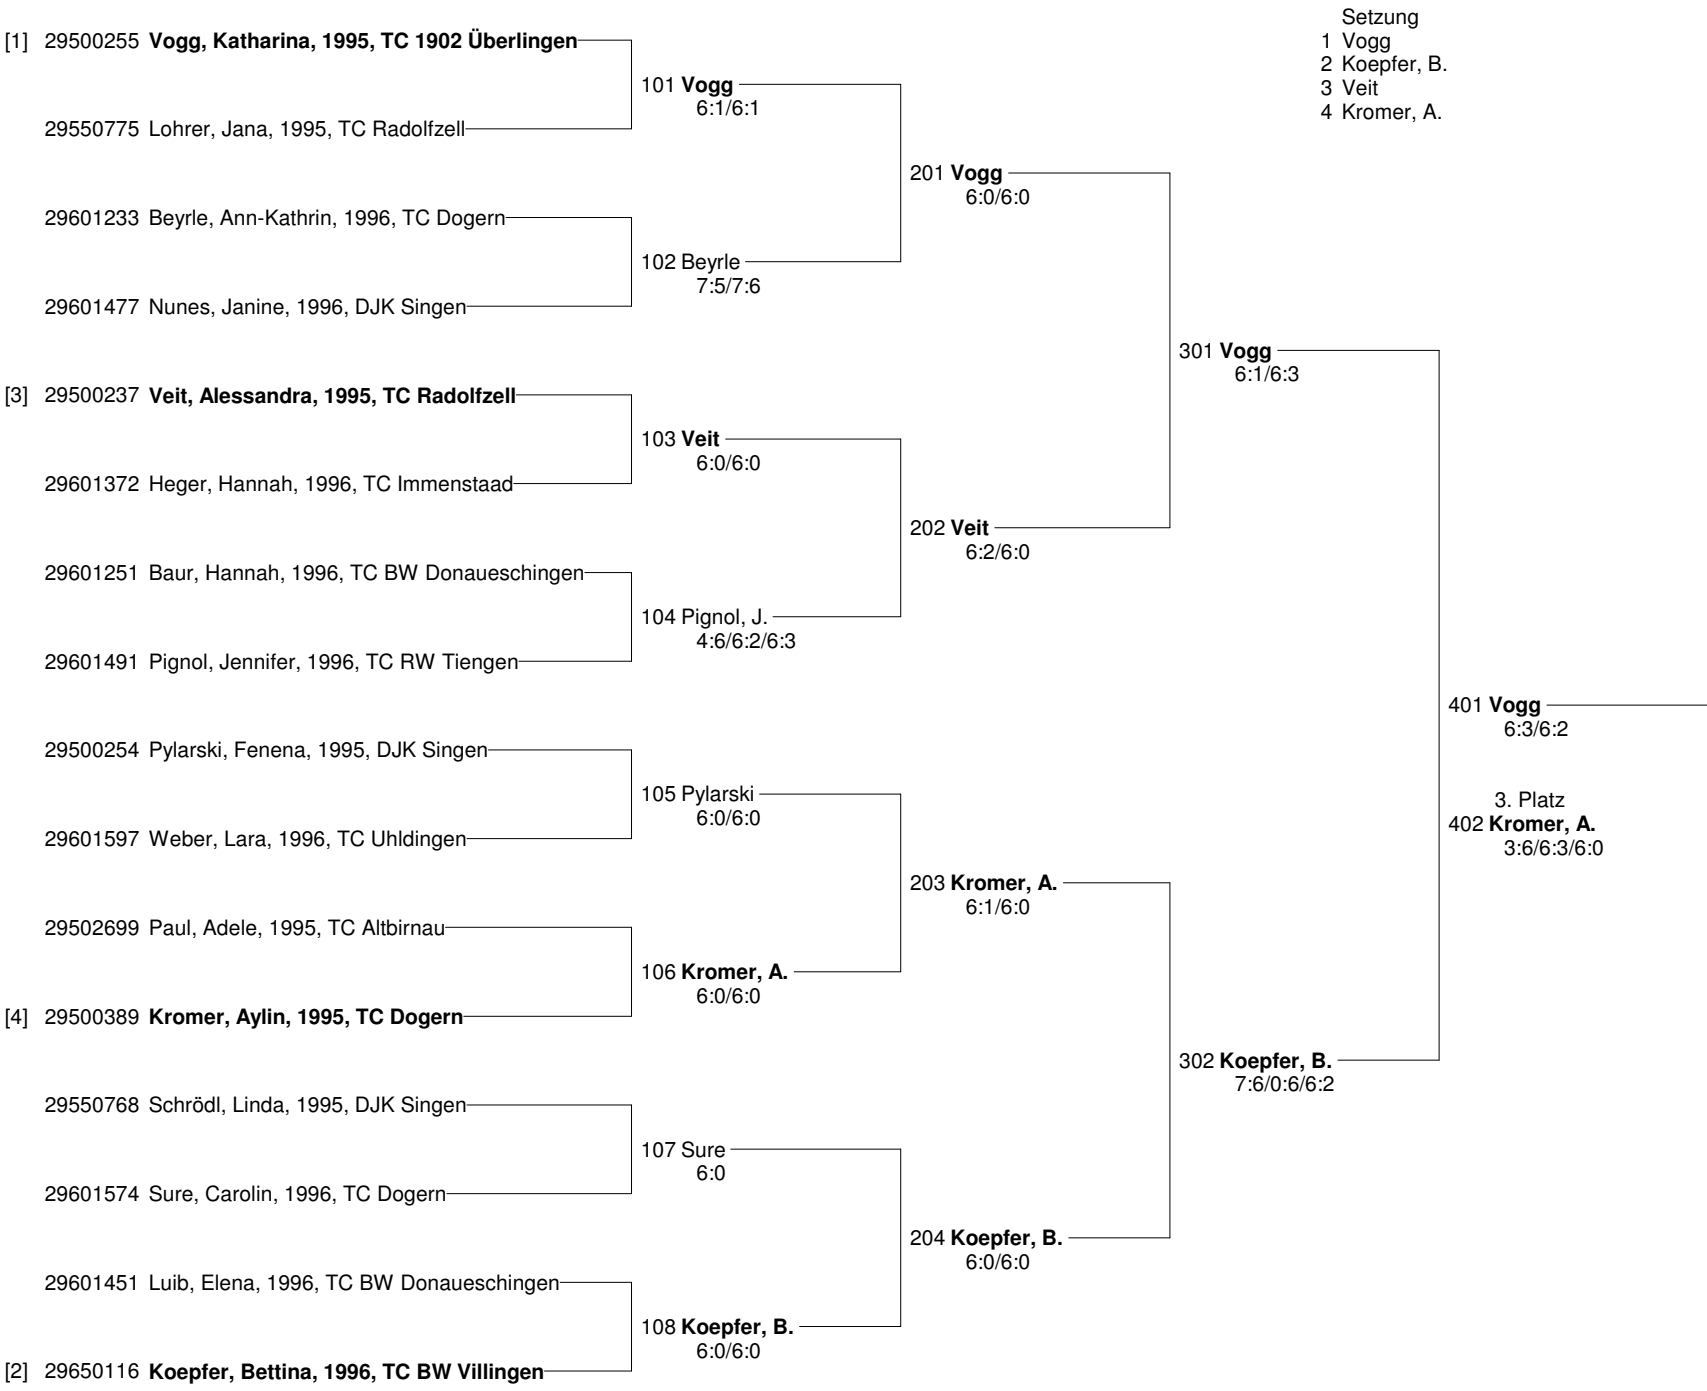 Setzung
1 Vogg
2 Koepfer, B.
3 Veit
4 Kromer, A.
[1] 29500255 Vogg, Katharina, 1995, TC 1902 Überlingen
101 Vogg
6:1/6:1
29550775 Lohrer, Jana, 1995, TC Radolfzell
201 Vogg
6:0/6:0
29601233 Beyrle, Ann-Kathrin, 1996, TC Dogern
102 Beyrle
7:5/7:6
29601477 Nunes, Janine, 1996, DJK Singen
301 Vogg
6:1/6:3
[3] 29500237 Veit, Alessandra, 1995, TC Radolfzell
103 Veit
6:0/6:0
29601372 Heger, Hannah, 1996, TC Immenstaad
202 Veit
6:2/6:0
29601251 Baur, Hannah, 1996, TC BW Donaueschingen
104 Pignol, J.
4:6/6:2/6:3
29601491 Pignol, Jennifer, 1996, TC RW Tiengen
401 Vogg
6:3/6:2
29500254 Pylarski, Fenena, 1995, DJK Singen
105 Pylarski
6:0/6:0
3. Platz
402 Kromer, A.
3:6/6:3/6:0
29601597 Weber, Lara, 1996, TC Uhldingen
203 Kromer, A.
6:1/6:0
29502699 Paul, Adele, 1995, TC Altbirnau
106 Kromer, A.
6:0/6:0
[4] 29500389 Kromer, Aylin, 1995, TC Dogern
302 Koepfer, B.
7:6/0:6/6:2
29550768 Schrödl, Linda, 1995, DJK Singen
107 Sure
6:0
29601574 Sure, Carolin, 1996, TC Dogern
204 Koepfer, B.
6:0/6:0
29601451 Luib, Elena, 1996, TC BW Donaueschingen
108 Koepfer, B.
6:0/6:0
[2] 29650116 Koepfer, Bettina, 1996, TC BW Villingen